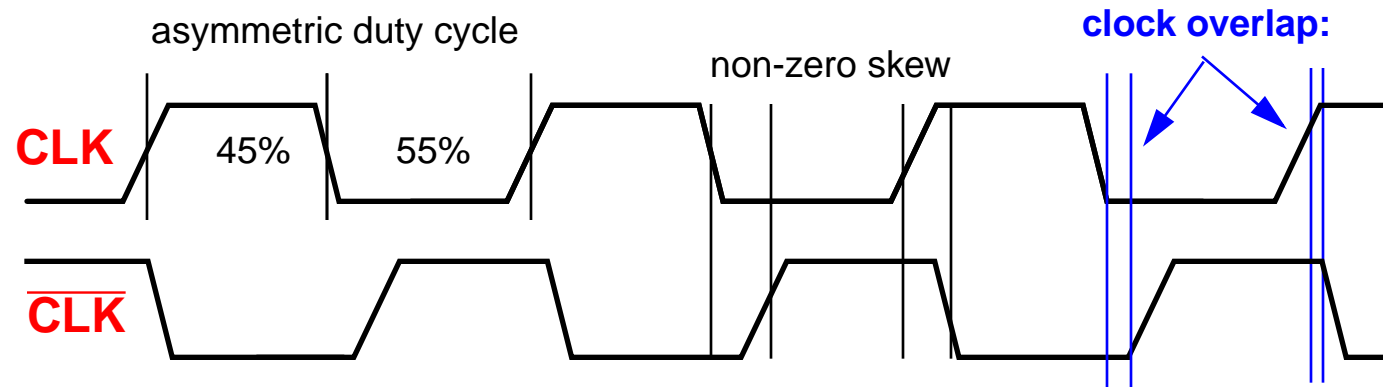 asymmetric duty cycle
clock overlap:
non-zero skew
CLK
45%
55%
CLK